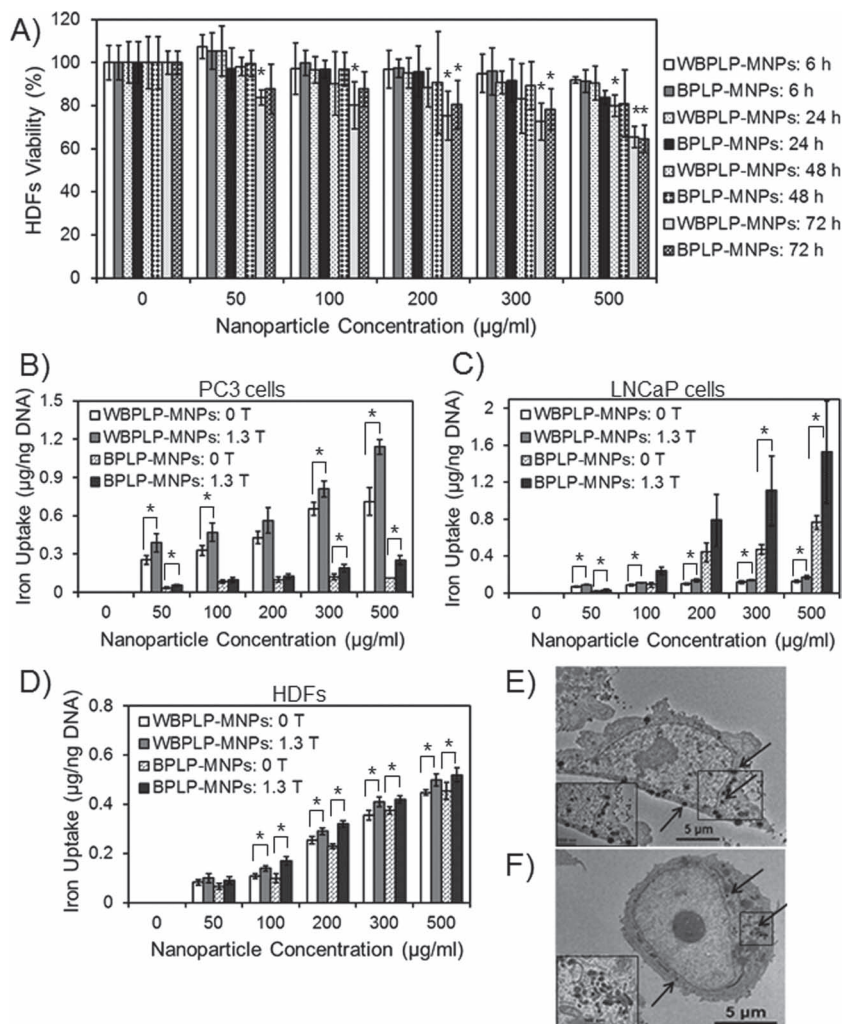 A)
120
100
80
60
40
20
0
HDFs Viability (%)
* * * * * * * **
0 50 100 200 300 500
Nanoparticle Concentration (µg/ml)
WBPLP-MNPs: 6 h
BPLP-MNPs: 6 h
WBPLP-MNPs: 24 h
BPLP-MNPs: 24 h
WBPLP-MNPs: 48 h
BPLP-MNPs: 48 h
WBPLP-MNPs: 72 h
BPLP-MNPs: 72 h
B)
PC3 cells
1.5
1.2
0.9
0.6
0.3
0
Iron Uptake (µg/ng DNA)
WBPLP-MNPs: 0 T
WBPLP-MNPs: 1.3 T
BPLP-MNPs: 0 T
BPLP-MNPs: 1.3 T
* * * * * * *
0 50 100 200 300 500
Nanoparticle Concentration (µg/ml)
C)
LNCaP cells
2
1.6
1.2
0.8
0.4
0
Iron Uptake (µg/ng DNA)
WBPLP-MNPs: 0 T
WBPLP-MNPs: 1.3 T
BPLP-MNPs: 0 T
BPLP-MNPs: 1.3 T
* * * * * * * *
0 50 100 200 300 500
Nanoparticle Concentration (µg/ml)
D)
HDFs
0.8
0.6
0.4
0.2
0
Iron Uptake (µg/ng DNA)
WBPLP-MNPs: 0 T
WBPLP-MNPs: 1.3 T
BPLP-MNPs: 0 T
BPLP-MNPs: 1.3 T
* * * * * * * *
0 50 100 200 300 500
Nanoparticle Concentration (µg/ml)
E)
5 µm
F)
5 µm